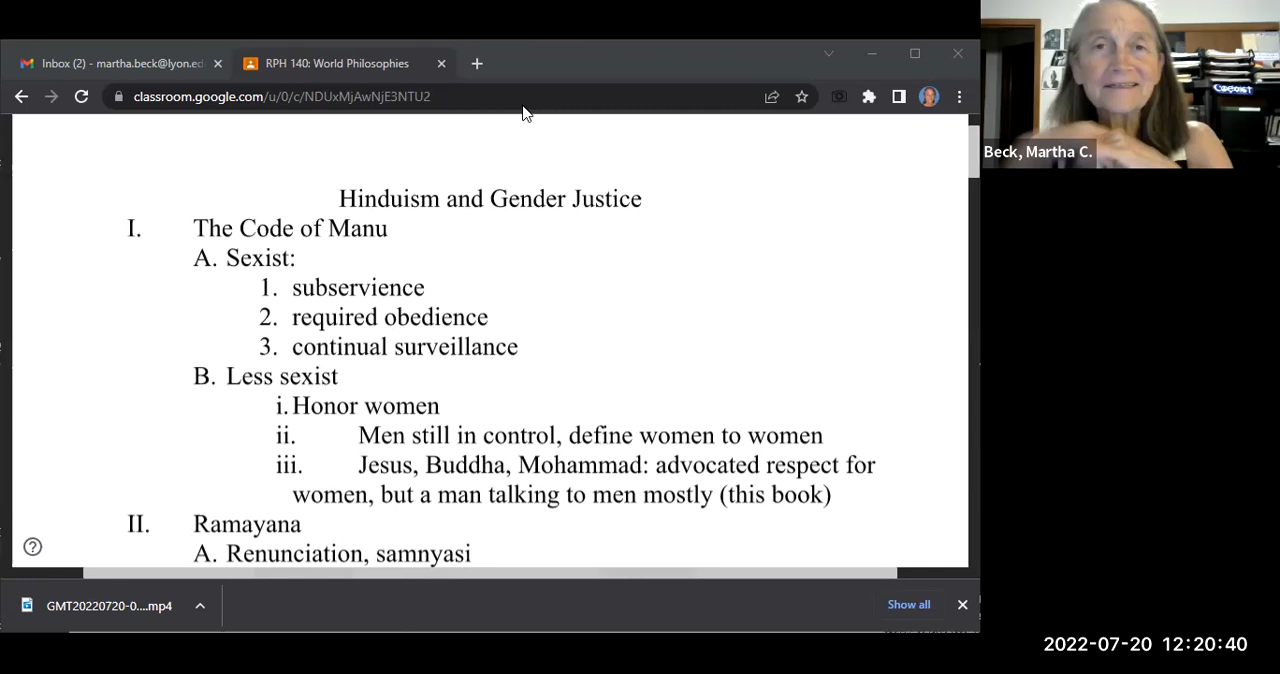 Inbox (2) - martha.beck@lyon.ed
RPH 140: World Philosophies
classroom.google.com/u/0/c/NDUxMjAwNjE3NTU2
Beck, Martha C.
COEXIST
Hinduism and Gender Justice
I. The Code of Manu
A. Sexist:
1. subservience
2. required obedience
3. continual surveillance
B. Less sexist
i. Honor women
ii. Men still in control, define women to women
iii. Jesus, Buddha, Mohammad: advocated respect for
women, but a man talking to men mostly (this book)
II. Ramayana
A. Renunciation, samnyasi
GMT20220720-0....mp4
Show all
2022-07-20 12:20:40